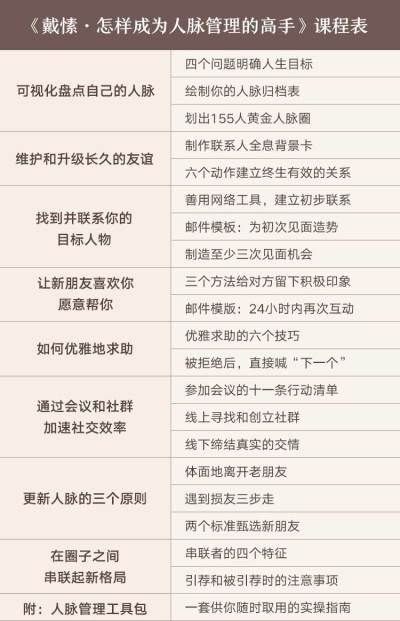 《戴愫·怎样成为人脉管理的高手》课程表
可视化盘点自己的人脉
四个问题明确人生目标
绘制你的人脉归档表
划出155人黄金人脉圈
维护和升级长久的友谊
制作联系人全息背景卡
六个动作建立终生有效的关系
找到并联系你的
目标人物
善用网络工具，建立初步联系
邮件模板：为初次见面造势
制造至少三次见面机会
让新朋友喜欢你
愿意帮你
三个方法给对方留下积极印象
邮件模版：24小时内再次互动
如何优雅地求助
优雅求助的六个技巧
被拒绝后，直接喊“下一个”
通过会议和社群
加速社交效率
参加会议的十一条行动清单
线上寻找和创立社群
线下缔结真实的交情
更新人脉的三个原则
体面地离开老朋友
遇到损友三步走
两个标准甄选新朋友
在圈子之间
串联起新格局
串联者的四个特征
引荐和被引荐时的注意事项
附：人脉管理工具包
一套供你随时取用的实操指南